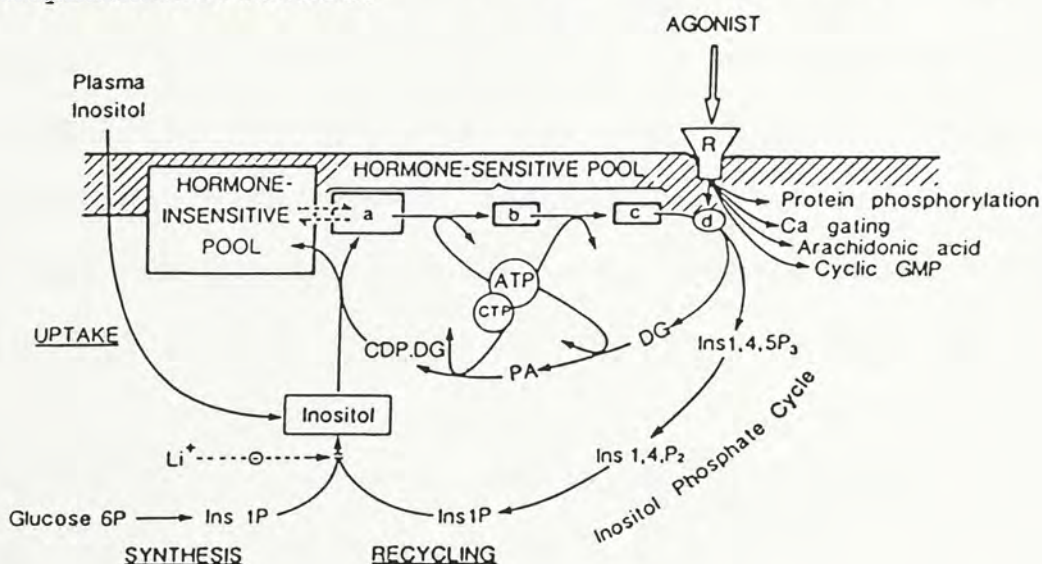 AGONIST
Plasma
Inositol
R
HORMONE-SENSITIVE POOL
HORMONE-
INSENSITIVE
POOL
a
b
c
d
Protein phosphorylation
Ca gating
Arachidonic acid
Cyclic GMP
ATP
CTP
UPTAKE
CDP.DG
PA
DG
Ins 1,4,5P₃
Inositol
Li⁺
Ins 1,4,P₂
Inositol Phosphate Cycle
Glucose 6P
Ins 1P
Ins1P
SYNTHESIS
RECYCLING